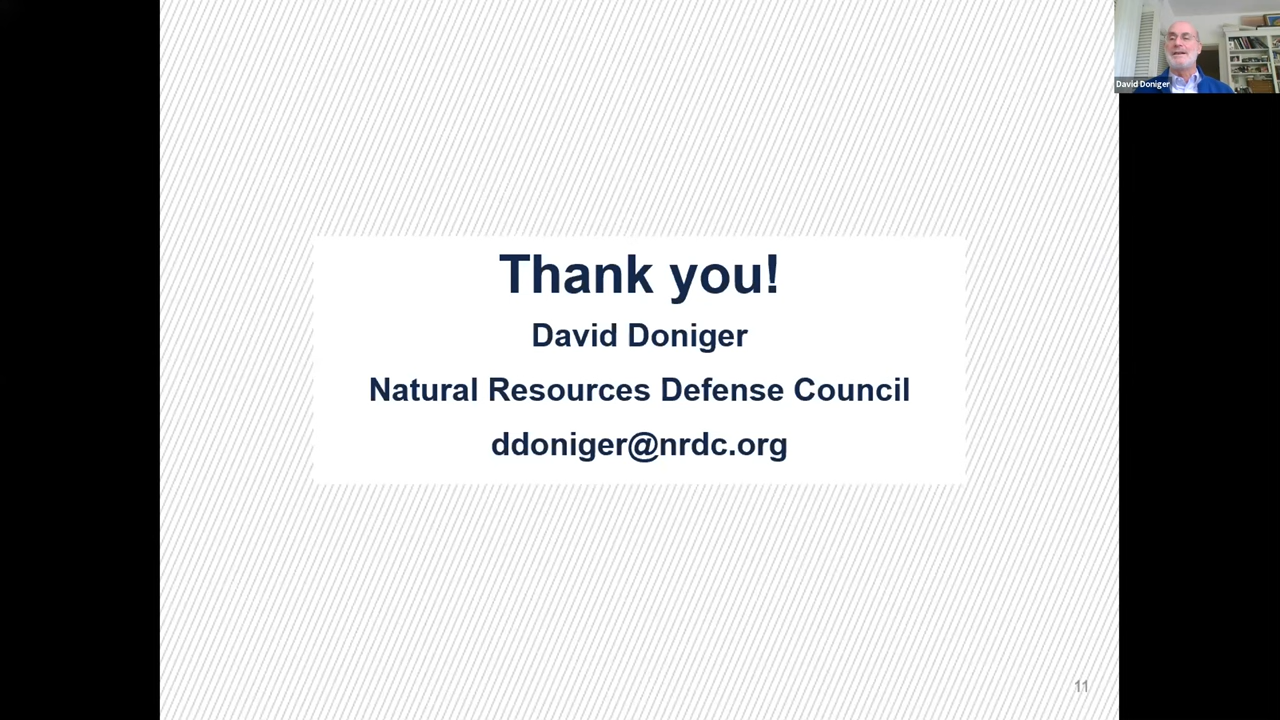 David Doniger
Thank you!
David Doniger
Natural Resources Defense Council
ddoniger@nrdc.org
11